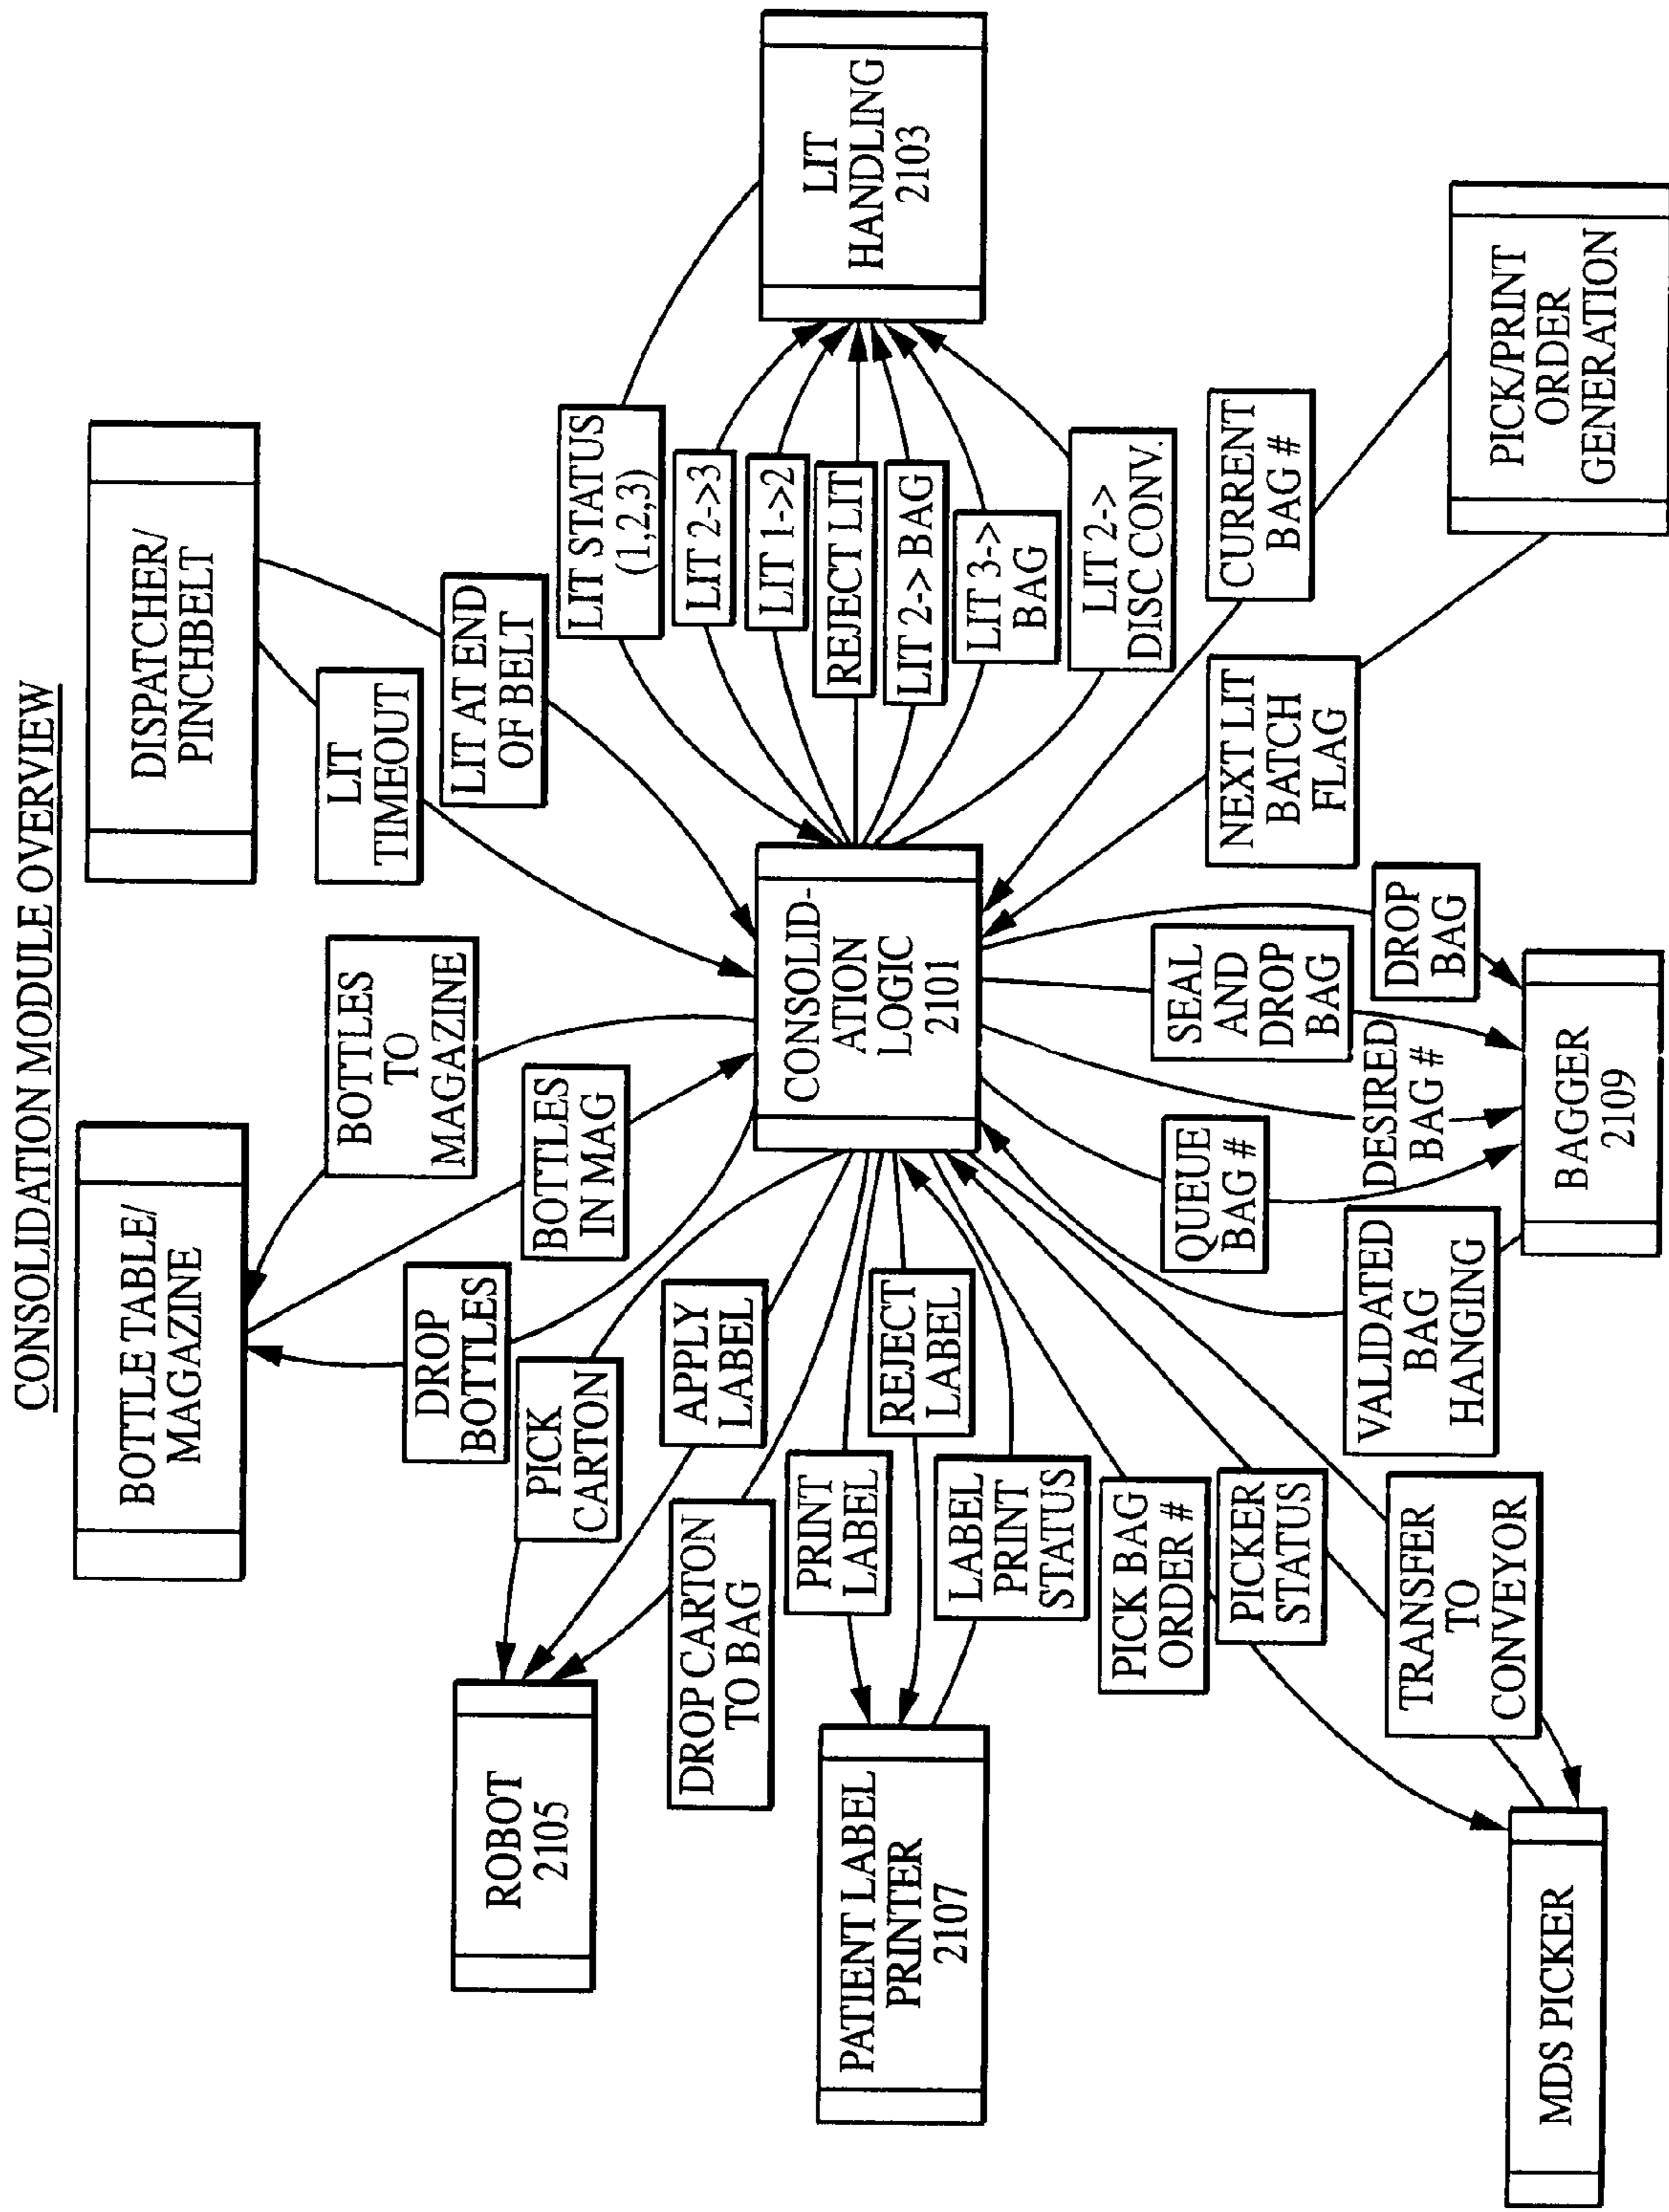 CONSOLIDATION MODULE OVERVIEW
BOTTLE TABLE/
MAGAZINE
DISPATCHER/
PINCHBELT
BOTTLES
TO
MAGAZINE
LIT
TIMEOUT
LIT AT END
OF BELT
DROP
BOTTLES
BOTTLES
IN MAG
ROBOT
2105
PICK
CARTON
APPLY
LABEL
DROP CARTON
TO BAG
LIT STATUS
(1,2,3)
LIT 2->3
LIT 1->2
REJECT LIT
LIT 2-> BAG
LIT 3->
BAG
LIT 2->
DISC CONV.
LIT
HANDLING
2103
CONSOLID-
ATION
LOGIC
2101
PATIENT LABEL
PRINTER
2107
PRINT
LABEL
REJECT
LABEL
LABEL
PRINT
STATUS
PICK BAG
ORDER #
PICKER
STATUS
TRANSFER
TO
CONVEYOR
MDS PICKER
VALIDATED
BAG
HANGING
QUEUE
BAG #
DESIRED
BAG #
SEAL
AND
DROP
BAG
DROP
BAG
BAGGER
2109
NEXT LIT
BATCH
FLAG
CURRENT
BAG #
PICK/PRINT
ORDER
GENERATION